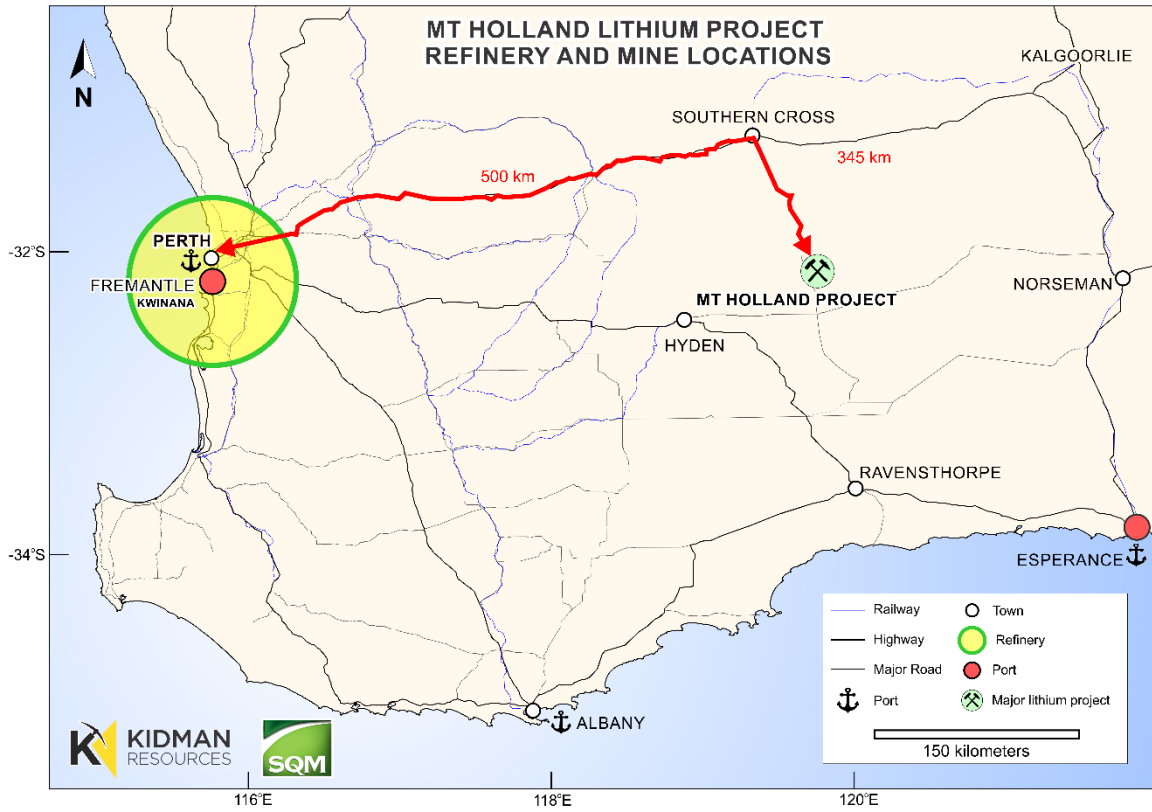 MT HOLLAND LITHIUM PROJECT
REFINERY AND MINE LOCATIONS
N
KALGOORLIE
SOUTHERN CROSS
345 km
500 km
-32°S
PERTH
FREMANTLE
KWINANA
MT HOLLAND PROJECT
NORSEMAN
HYDEN
RAVENSTHORPE
-34°S
ESPERANCE
ALBANY
Railway
Town
Highway
Refinery
Major Road
Port
Port
Major lithium project
150 kilometers
KIDMAN
RESOURCES
SQM
116°E
118°E
120°E